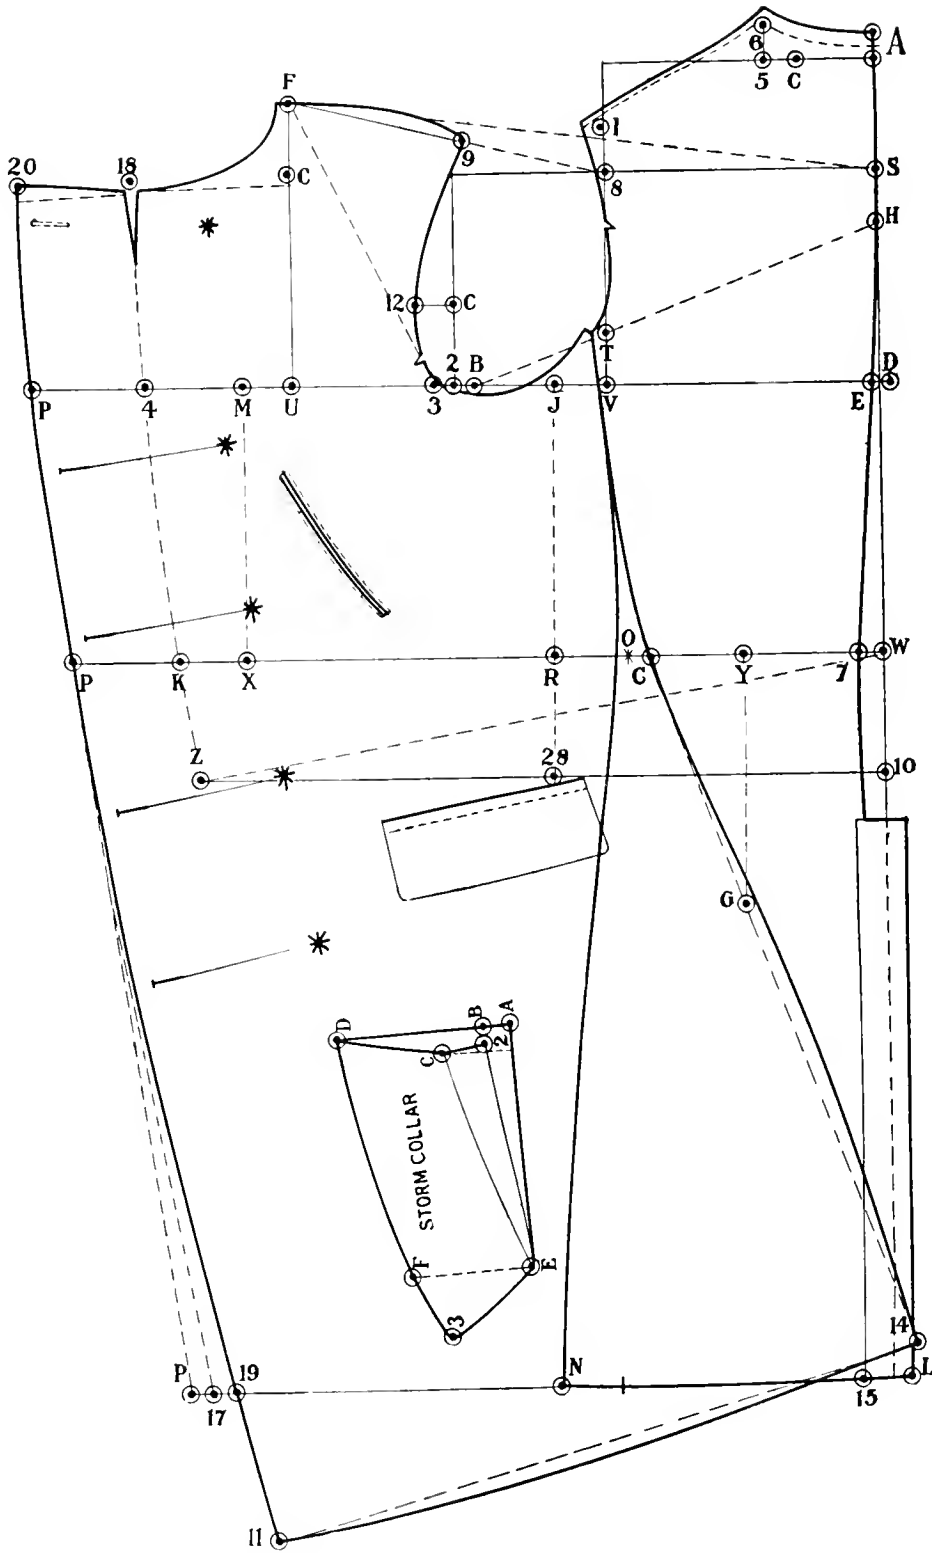 A
6
5 C
F
1
9
20 18 C 8 S
H
12 C
T
2 B D
P 4 M U 3 J V E
O W
P K X R C Y 7
Z 28 10
G
D B A
C 2
STORM COLLAR
F E
3
14
P 19 N L
17 15
11